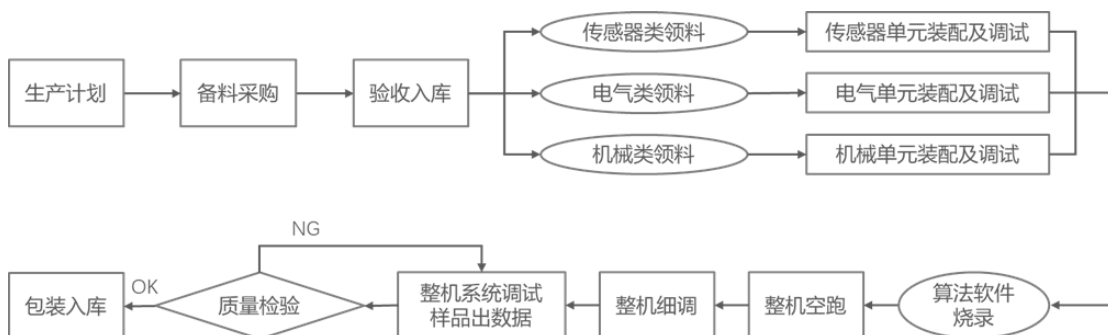 传感器类领料
传感器单元装配及调试
生产计划
备料采购
验收入库
电气类领料
电气单元装配及调试
机械类领料
机械单元装配及调试
NG
包装入库
OK
质量检验
整机系统调试
样品出数据
整机细调
整机空跑
算法软件
烧录